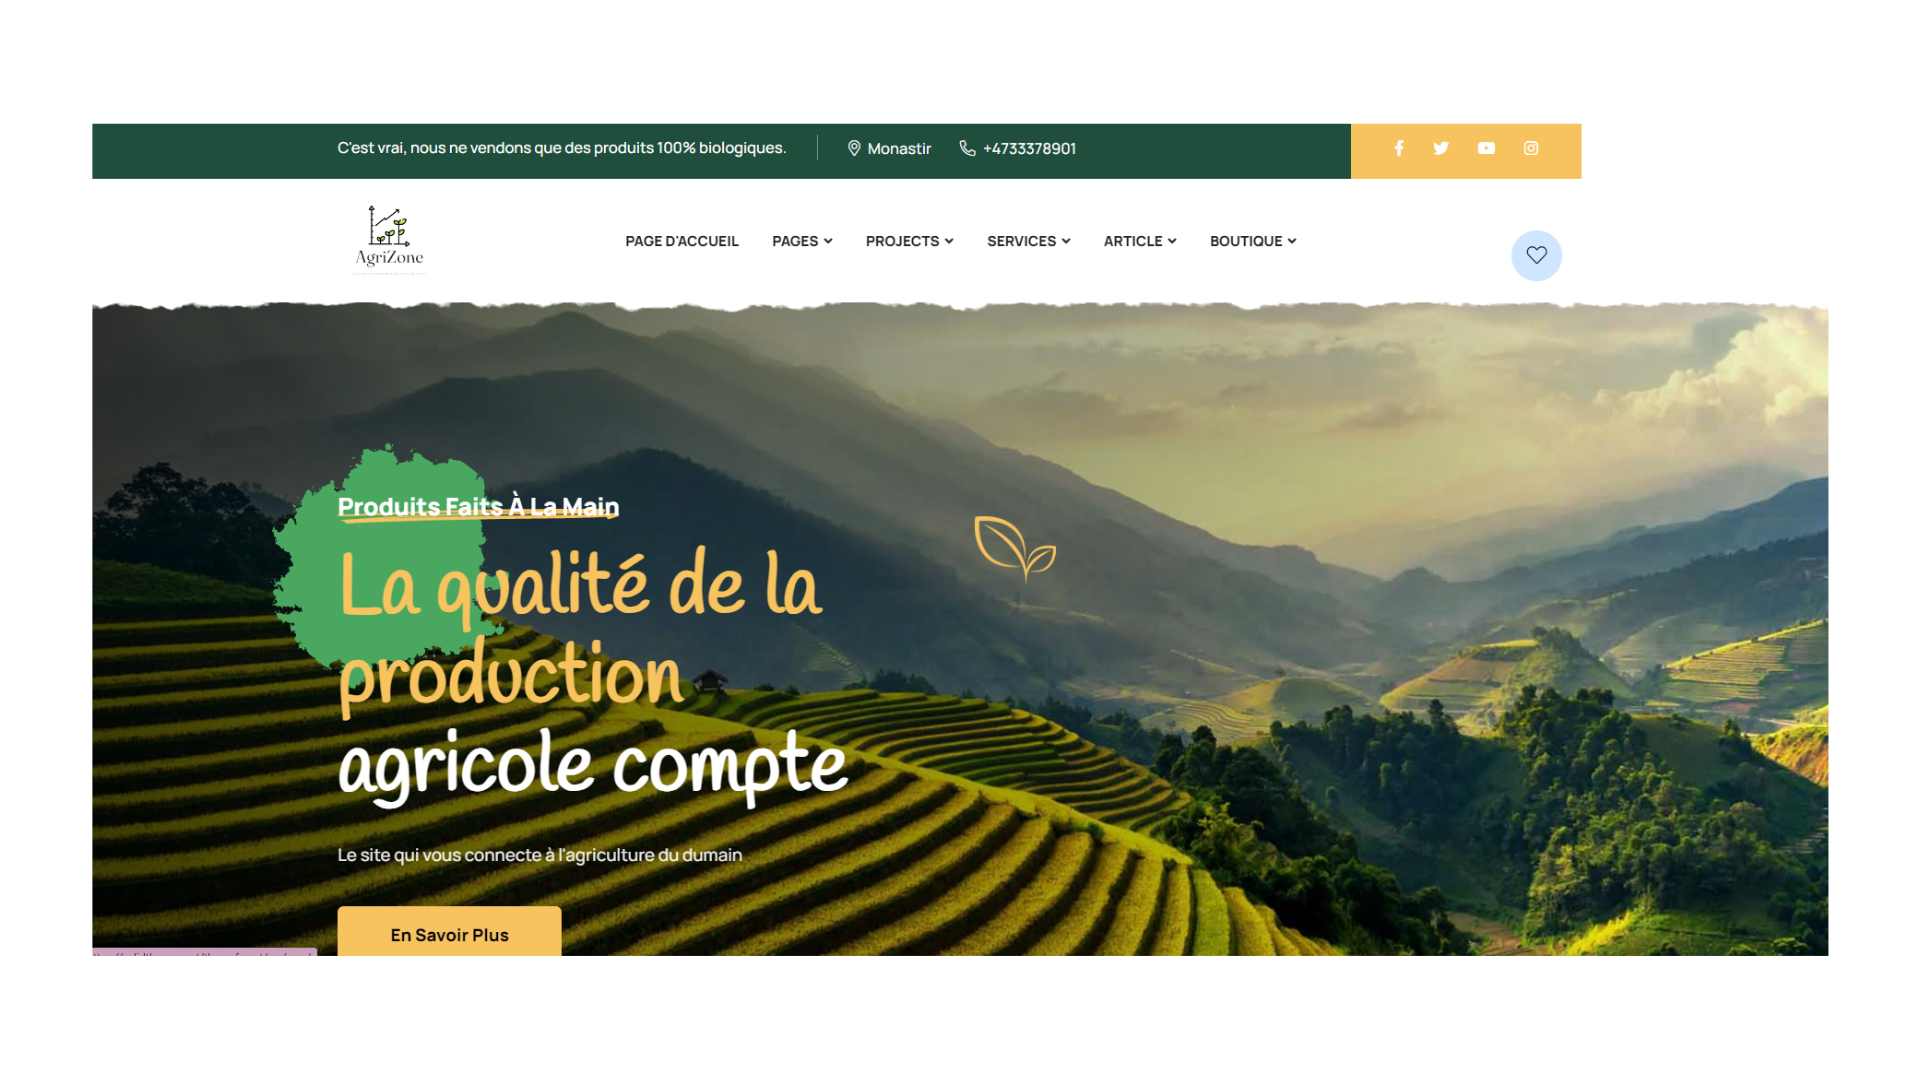 C'est vrai, nous ne vendons que des produits 100% biologiques.
Monastir
+4733378901
AgriZone
PAGE D'ACCUEIL
PAGES
PROJECTS
SERVICES
ARTICLE
BOUTIQUE
Produits Faits À La Main
La qualité de la
production
agricole compte
Le site qui vous connecte à l'agriculture du dumain
En Savoir Plus